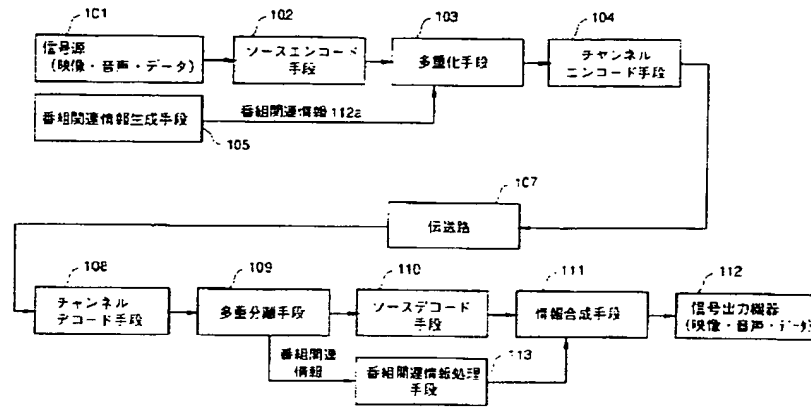 101
102
103
104
信号源
(映像・音声・データ)
ソースエンコード
手段
多重化手段
チャンネル
エンコード手段
番組関連情報生成手段
番組関連情報 112a
105
107
伝送路
108
109
110
111
112
チャンネル
デコード手段
多重分離手段
ソースデコード
手段
情報合成手段
信号出力機器
(映像・音声・データ)
番組関連
情報
番組関連情報処理
手段
113